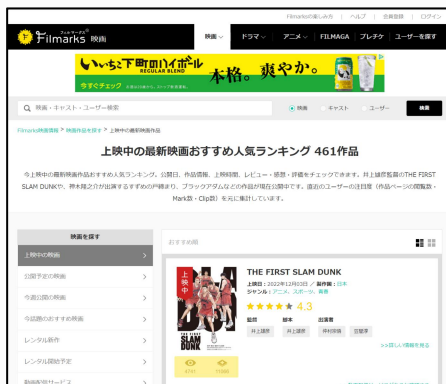 Filmarksの楽しみ方 | ヘルプ | 会員登録 | ログイン
Filmarks 映画
映画 ドラマ アニメ FILMAGA プレチケ ユーザーを探す
いいちこ下町のハイボール
REGULAR BLEND
本格。爽やか。
今すぐチェック
映画・キャスト・ユーザー検索
映画 キャスト ユーザー 検索
Filmarks映画情報 > 映画作品を探す > 上映中の最新映画作品
上映中の最新映画おすすめ人気ランキング 461作品
今上映中の最新映画作品おすすめ人気ランキング。公開日、作品情報、上映時間、レビュー・感想・評価をチェックできます。井上雄彦監督のTHE FIRST
SLAM DUNKや、神木隆之介が出演するすずめの戸締まり、ブラックアダムなどの作品が現在公開中です。直近のユーザーの注目度(作品ページの閲覧数・
Mark数・Clip数)を元に集計しています。
映画を探す
上映中の映画
公開予定の映画
今週公開の映画
今話題のおすすめ映画
レンタル新作
レンタル開始予定
動画配信サービス
おすすめ順
上映中
SLAM
DUNK
THE FIRST SLAM DUNK
上映日:2022年12月03日 / 製作国:日本
ジャンル:アニメ、スポーツ、青春
4.3
監督 脚本 出演者
井上雄彦 井上雄彦 仲村宗悟 笠間淳
>>詳しい情報を見る